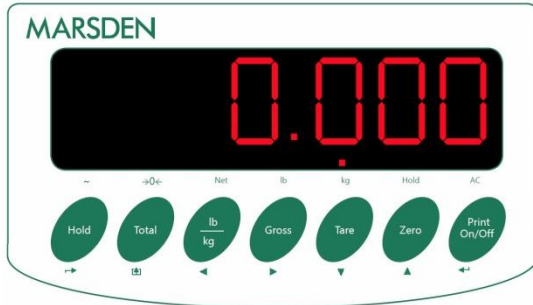 MARSDEN
0.000
~ →0← Net lb kg Hold AC
Hold Total lb/kg Gross Tare Zero Print On/Off